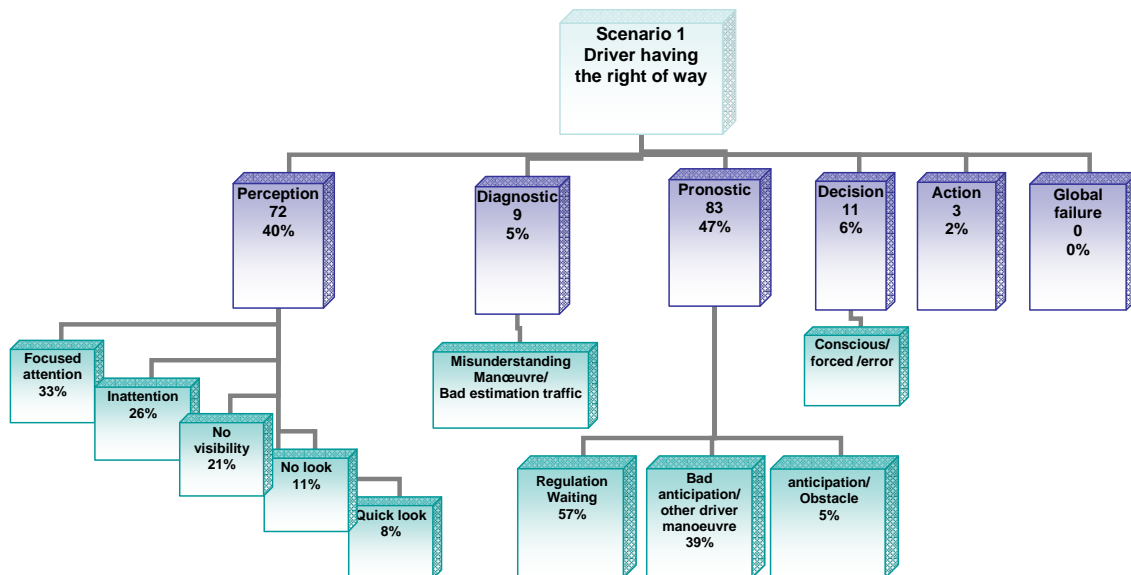 Scenario 1
Driver having
the right of way
Perception
72
40%
Diagnostic
9
5%
Pronostic
83
47%
Decision
11
6%
Action
3
2%
Global
failure
0
0%
Focused
attention
33%
Inattention
26%
No
visibility
21%
No look
11%
Quick look
8%
Misunderstanding
Manœuvre/
Bad estimation traffic
Regulation
Waiting
57%
Bad
anticipation/
other driver
manoeuvre
39%
anticipation/
Obstacle
5%
Conscious/
forced /error